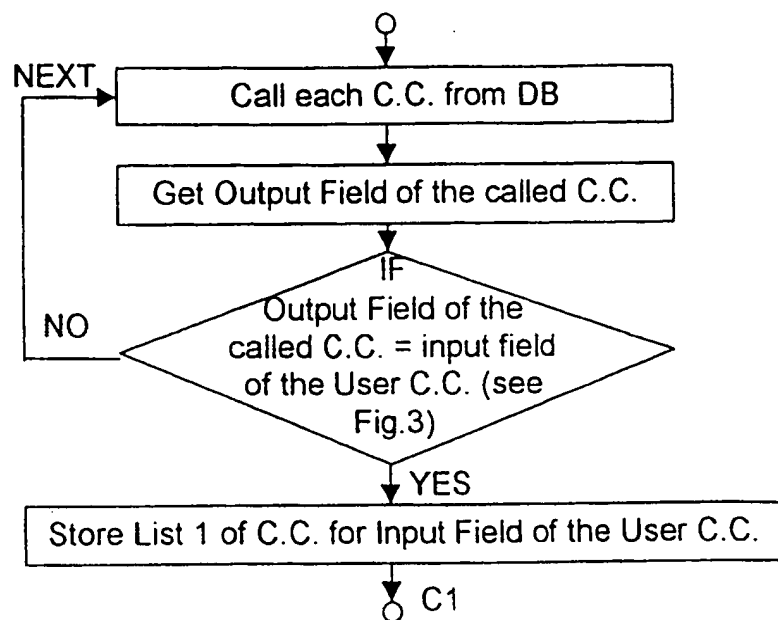 NEXT
Call each C.C. from DB
Get Output Field of the called C.C.
IF
Output Field of the
called C.C. = input field
of the User C.C. (see
Fig.3)
NO
YES
Store List 1 of C.C. for Input Field of the User C.C.
C1